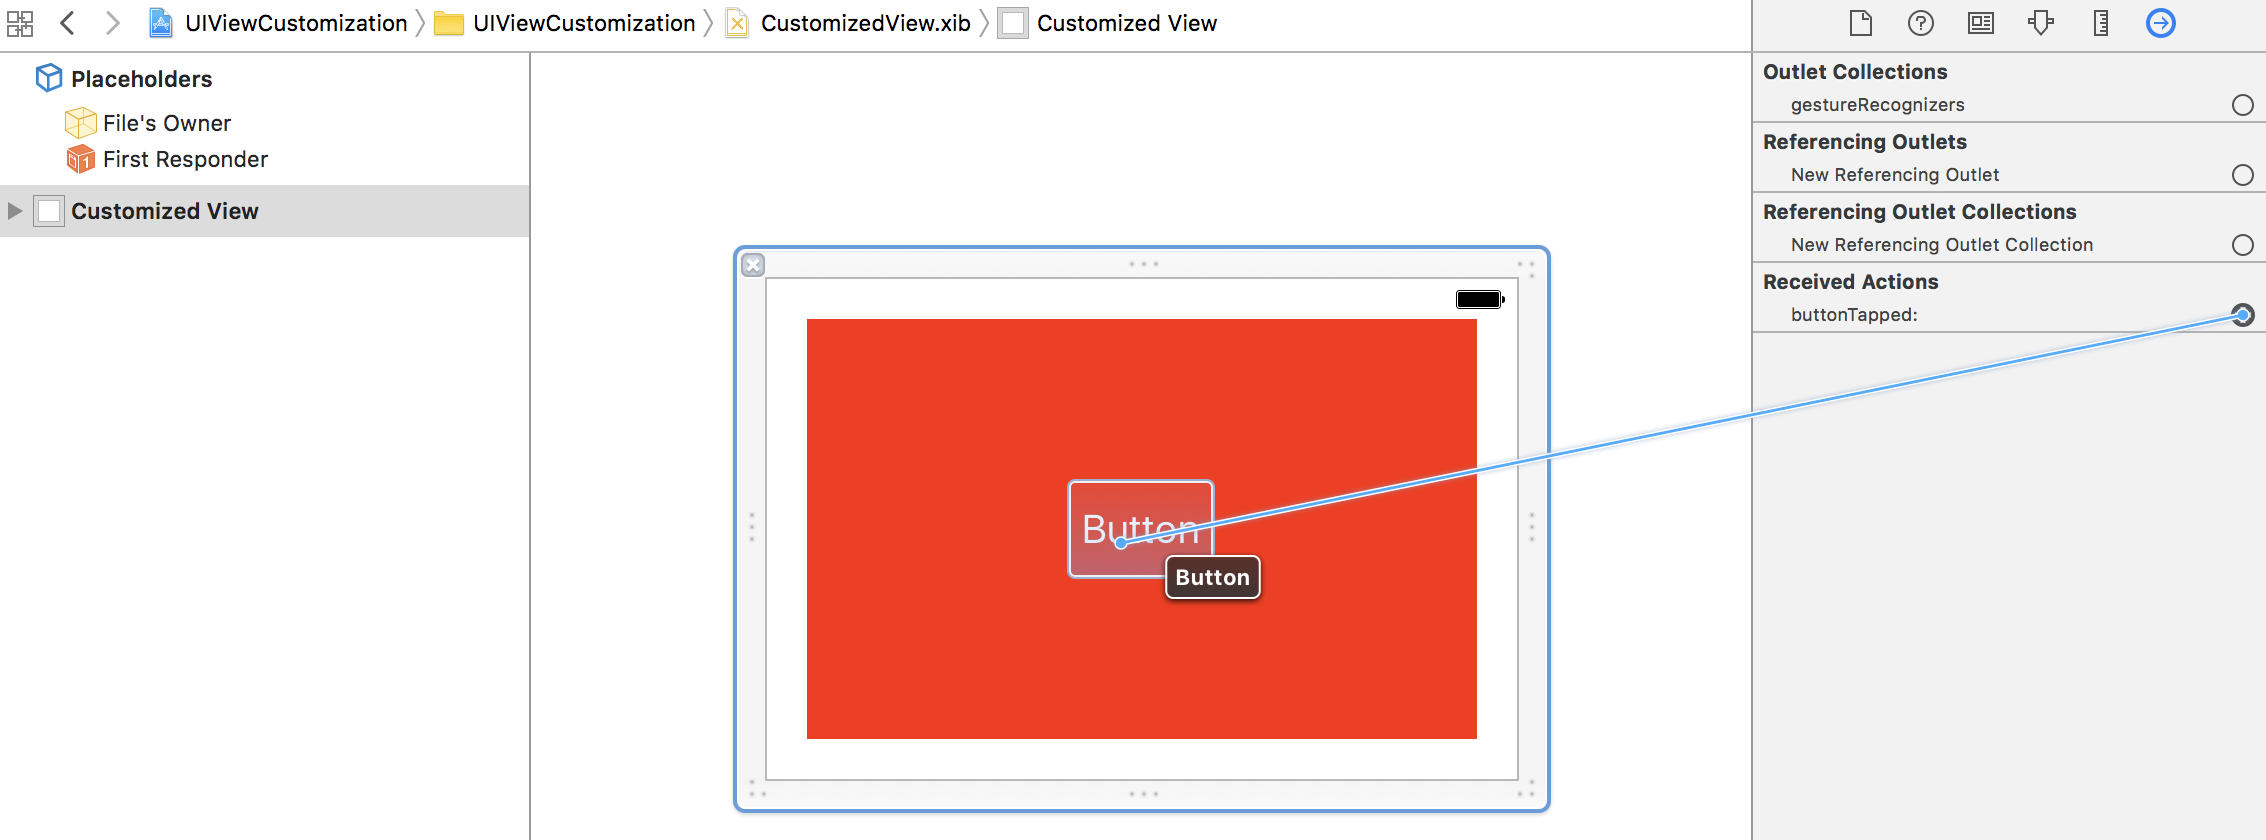 UIViewCustomization UIViewCustomization CustomizedView.xib Customized View
Placeholders
File's Owner
1 First Responder
Customized View
Button
Button
Outlet Collections
gestureRecognizers
Referencing Outlets
New Referencing Outlet
Referencing Outlet Collections
New Referencing Outlet Collection
Received Actions
buttonTapped: